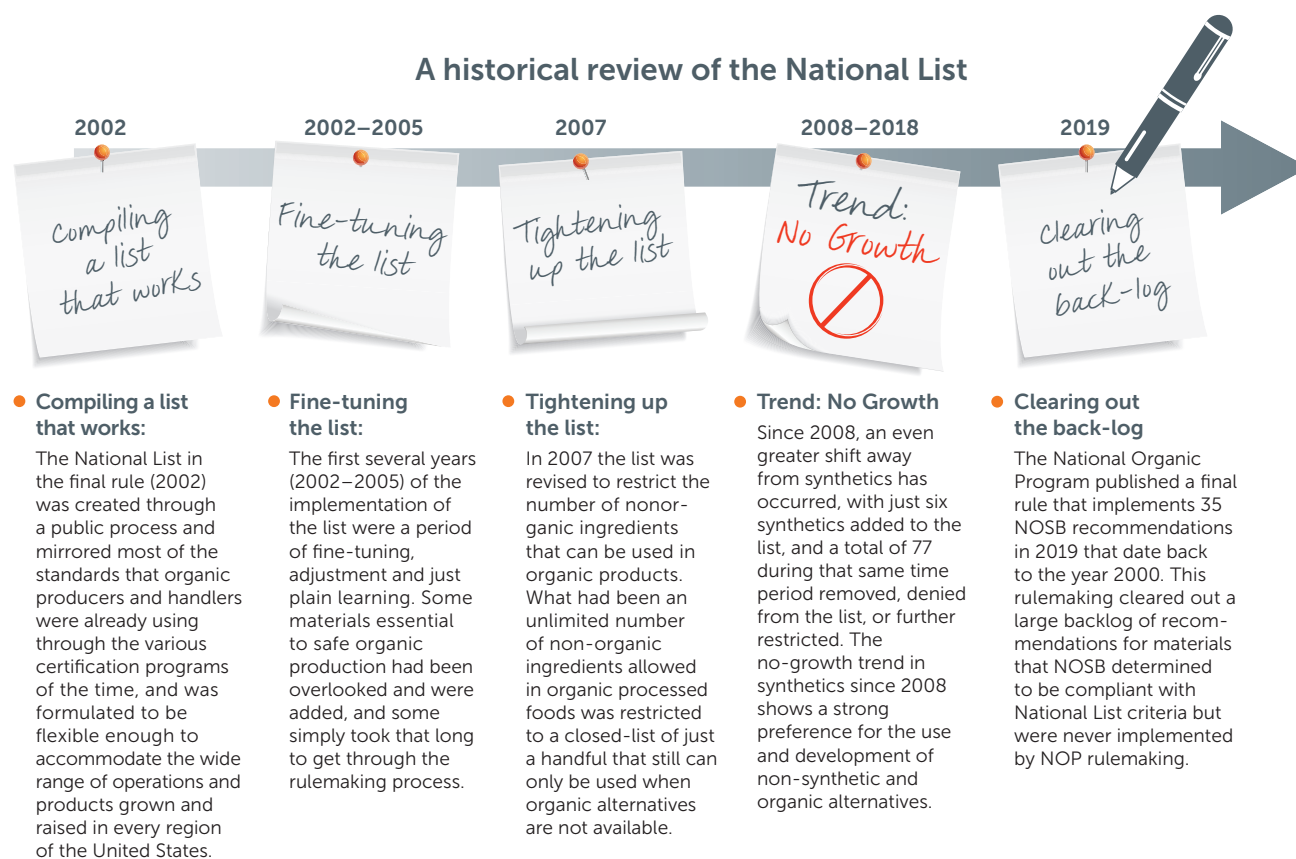 A historical review of the National List
2002
2002–2005
2007
2008–2018
2019
Compiling
a list
that works
Fine-tuning
the list
Tightening
up the list
Trend:
No Growth
Clearing
out the
back-log
Compiling a list
that works:
The National List in
the final rule (2002)
was created through
a public process and
mirrored most of the
standards that organic
producers and handlers
were already using
through the various
certification programs
of the time, and was
formulated to be
flexible enough to
accommodate the wide
range of operations and
products grown and
raised in every region
of the United States.
Fine-tuning
the list:
The first several years
(2002–2005) of the
implementation of
the list were a period
of fine-tuning,
adjustment and just
plain learning. Some
materials essential
to safe organic
production had been
overlooked and were
added, and some
simply took that long
to get through the
rulemaking process.
Tightening up
the list:
In 2007 the list was
revised to restrict the
number of nonor-
ganic ingredients
that can be used in
organic products.
What had been an
unlimited number
of non-organic
ingredients allowed
in organic processed
foods was restricted
to a closed-list of just
a handful that still can
only be used when
organic alternatives
are not available.
Trend: No Growth
Since 2008, an even
greater shift away
from synthetics has
occurred, with just six
synthetics added to the
list, and a total of 77
during that same time
period removed, denied
from the list, or further
restricted. The
no-growth trend in
synthetics since 2008
shows a strong
preference for the use
and development of
non-synthetic and
organic alternatives.
Clearing out
the back-log
The National Organic
Program published a final
rule that implements 35
NOSB recommendations
in 2019 that date back
to the year 2000. This
rulemaking cleared out a
large backlog of recom-
mendations for materials
that NOSB determined
to be compliant with
National List criteria but
were never implemented
by NOP rulemaking.